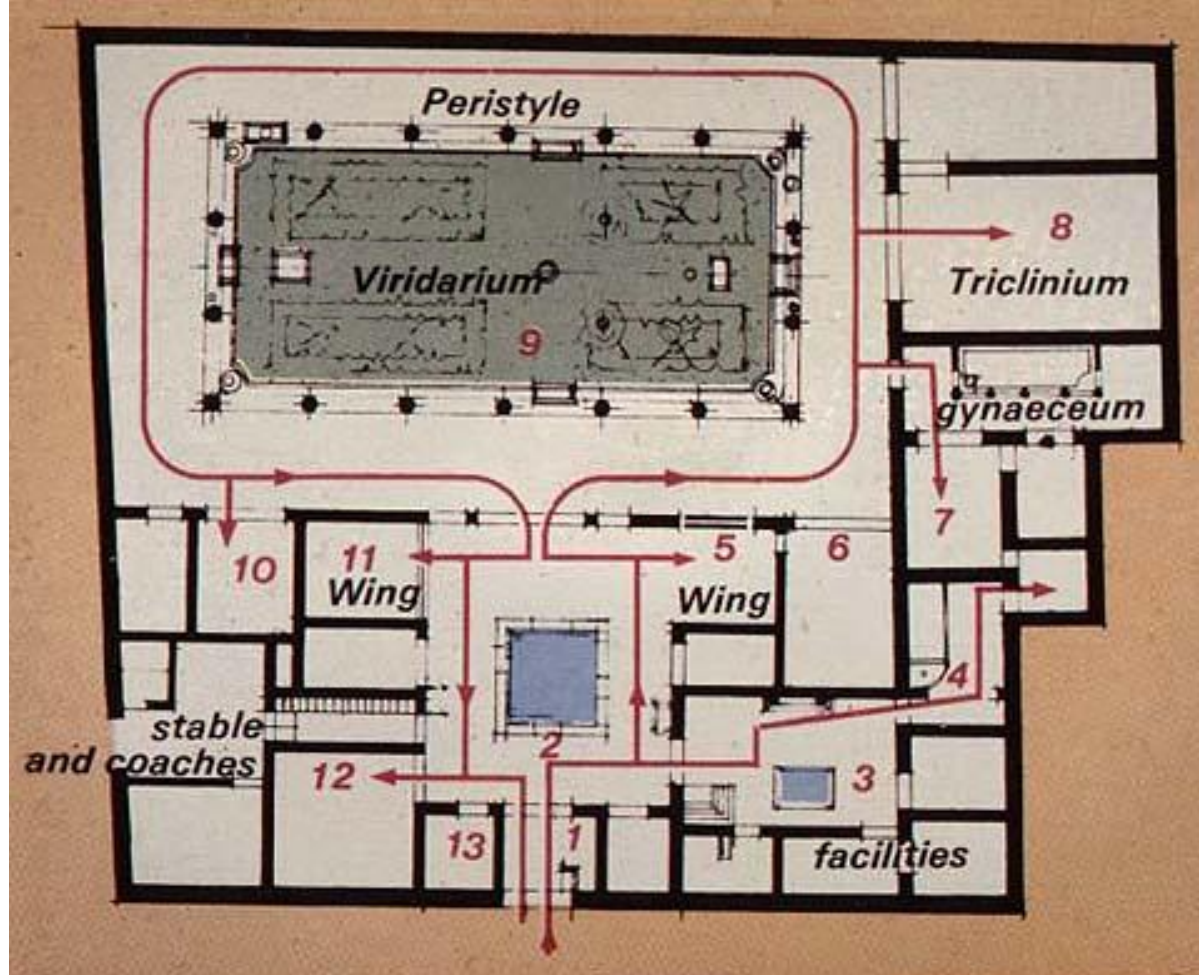 Peristyle
8
Viridarium
Triclinium
9
gynaeceum
7
5
6
11
10
Wing
Wing
4
stable
2
and coaches
12
3
1
13
facilities